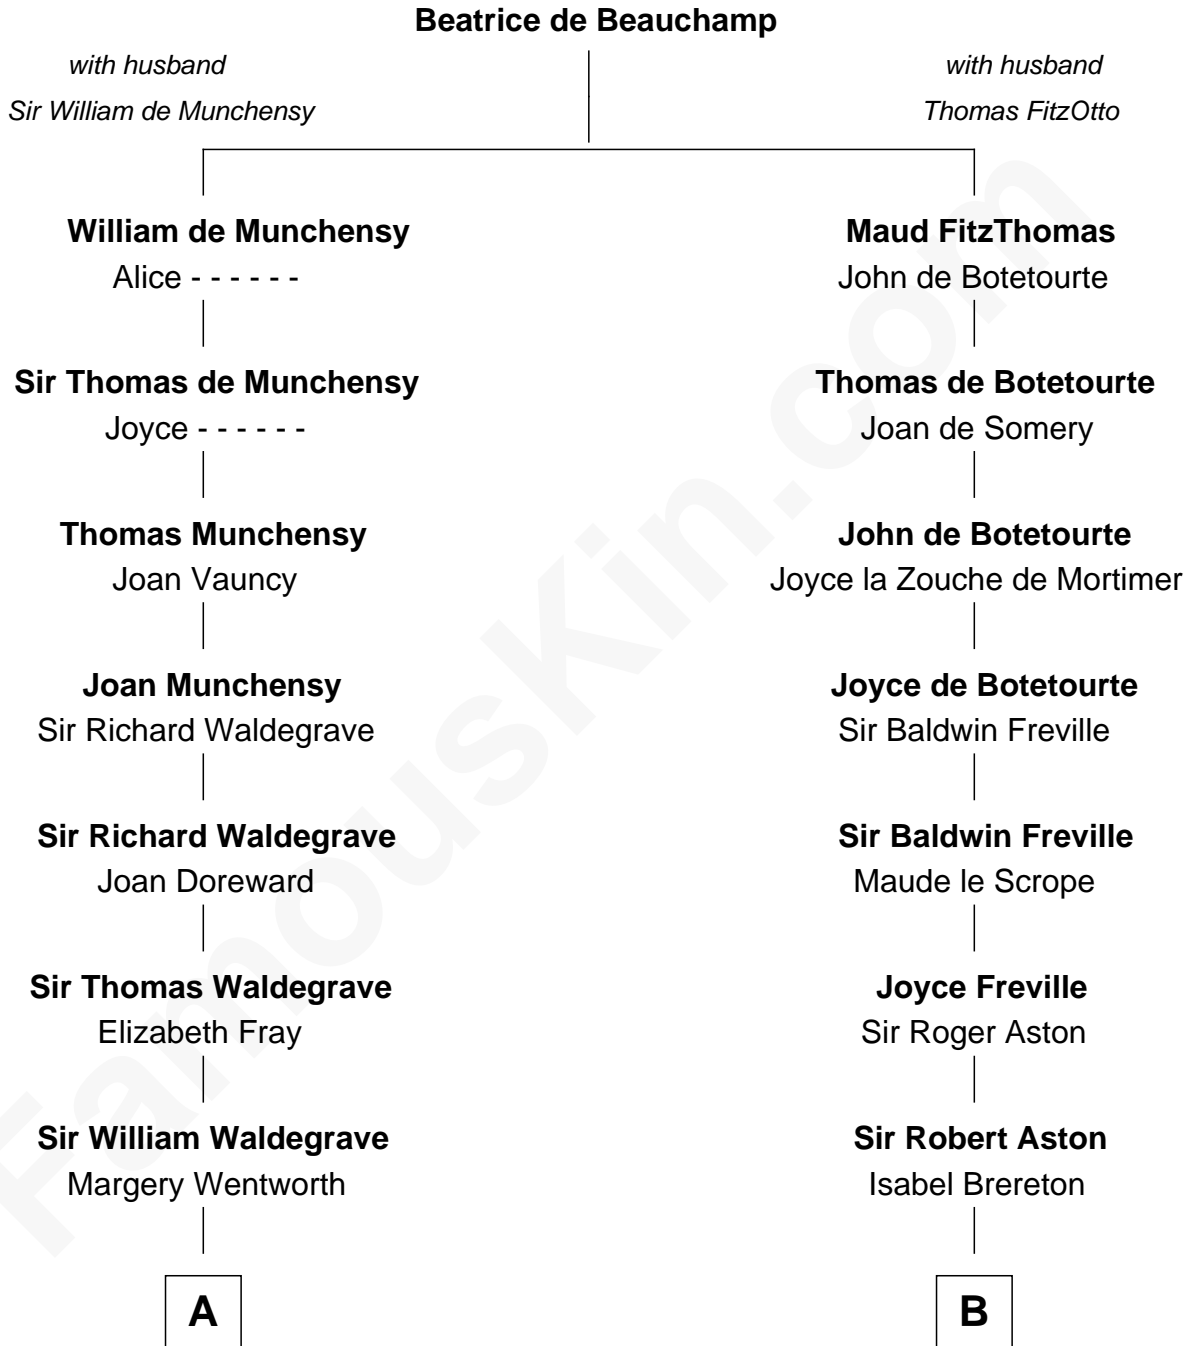 Beatrice de Beauchamp
with husband
Sir William de Munchensy
with husband
Thomas FitzOtto
William de Munchensy
Alice - - - - - -
Maud FitzThomas
John de Botetourte
Sir Thomas de Munchensy
Joyce - - - - - -
Thomas de Botetourte
Joan de Somery
Thomas Munchensy
Joan Vauncy
John de Botetourte
Joyce la Zouche de Mortimer
Joan Munchensy
Sir Richard Waldegrave
Joyce de Botetourte
Sir Baldwin Freville
Sir Richard Waldegrave
Joan Doreward
Sir Baldwin Freville
Maude le Scrope
Sir Thomas Waldegrave
Elizabeth Fray
Joyce Freville
Sir Roger Aston
Sir William Waldegrave
Margery Wentworth
Sir Robert Aston
Isabel Brereton
A
B
FamousKin.com